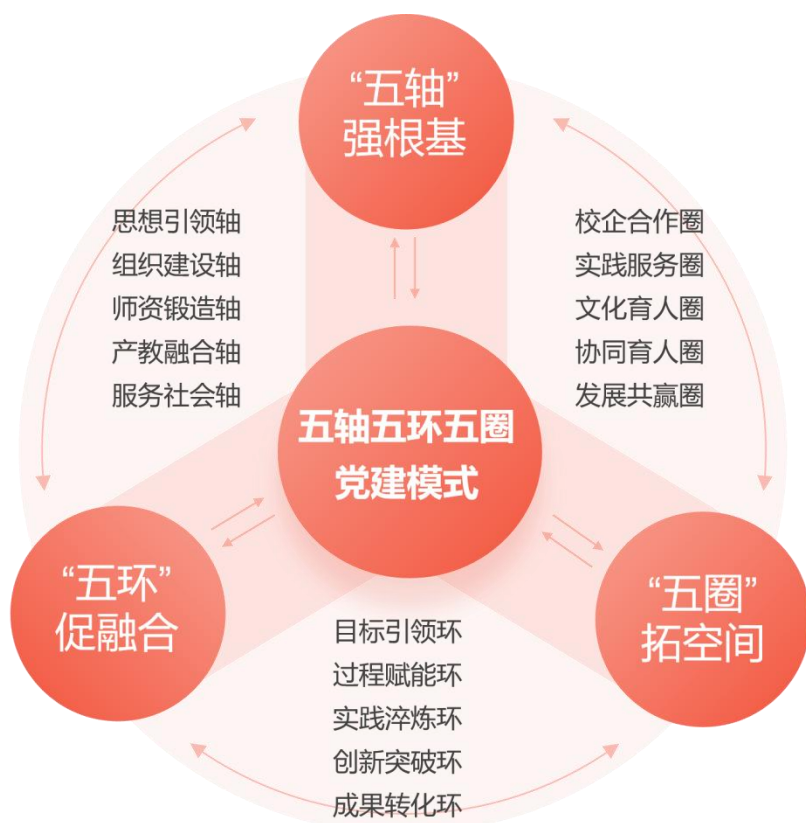 “五轴”
强根基
思想引领轴
组织建设轴
师资锻造轴
产教融合轴
服务社会轴
校企合作圈
实践服务圈
文化育人圈
协同育人圈
发展共赢圈
五轴五环五圈
党建模式
“五环”
促融合
“五圈”
拓空间
目标引领环
过程赋能环
实践淬炼环
创新突破环
成果转化环